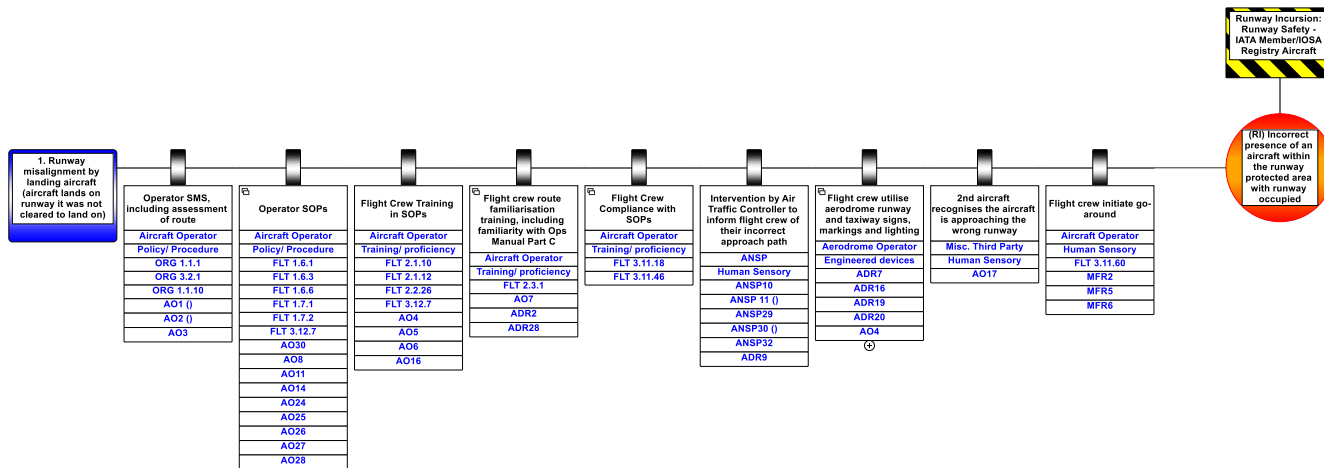 Runway Incursion:
Runway Safety -
IATA Member/IOSA
Registry Aircraft
(RI) Incorrect
presence of an
aircraft within
the runway
protected area
with runway
occupied
1. Runway
misalignment by
landing aircraft
(aircraft lands on
runway it was not
cleared to land on)
Operator SMS,
including assessment
of route
Aircraft Operator
Policy/ Procedure
ORG 1.1.1
ORG 3.2.1
ORG 1.1.10
AO1 ()
AO2 ()
AO3
Operator SOPs
Aircraft Operator
Policy/ Procedure
FLT 1.6.1
FLT 1.6.3
FLT 1.6.6
FLT 1.7.1
FLT 1.7.2
FLT 3.12.7
AO30
AO8
AO11
AO14
AO24
AO25
AO26
AO27
AO28
Flight Crew Training
in SOPs
Aircraft Operator
Training/ proficiency
FLT 2.1.10
FLT 2.1.12
FLT 2.2.26
FLT 3.12.7
AO4
AO5
AO6
AO16
Flight crew route
familiarisation
training, including
familiarity with Ops
Manual Part C
Aircraft Operator
Training/ proficiency
FLT 2.3.1
AO7
ADR2
ADR28
Flight Crew
Compliance with
SOPs
Aircraft Operator
Training/ proficiency
FLT 3.11.18
FLT 3.11.46
Intervention by Air
Traffic Controller to
inform flight crew of
their incorrect
approach path
ANSP
Human Sensory
ANSP10
ANSP 11 ()
ANSP29
ANSP30 ()
ANSP32
ADR9
Flight crew utilise
aerodrome runway
and taxiway signs,
markings and lighting
Aerodrome Operator
Engineered devices
ADR7
ADR16
ADR19
ADR20
AO4
2nd aircraft
recognises the aircraft
is approaching the
wrong runway
Misc. Third Party
Human Sensory
AO17
Flight crew initiate go-
around
Aircraft Operator
Human Sensory
FLT 3.11.60
MFR2
MFR5
MFR6